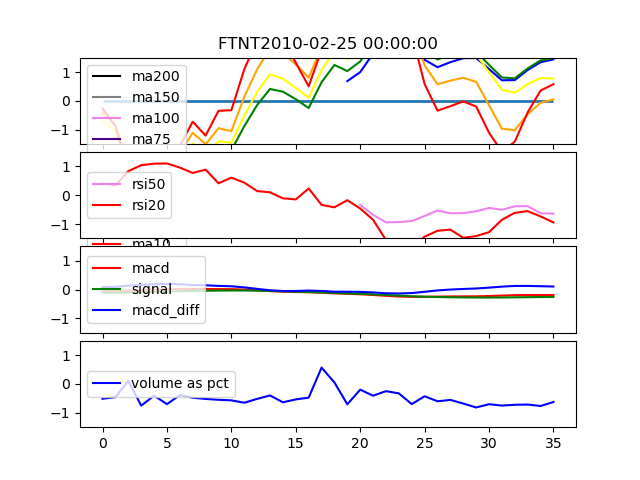 FTNT2010-02-25 00:00:00
1
0
−1
ma200
ma150
ma100
ma75
1
0
−1
rsi50
rsi20
ma10
1
0
−1
macd
signal
macd_diff
1
0
−1
volume as pct
0 5 10 15 20 25 30 35